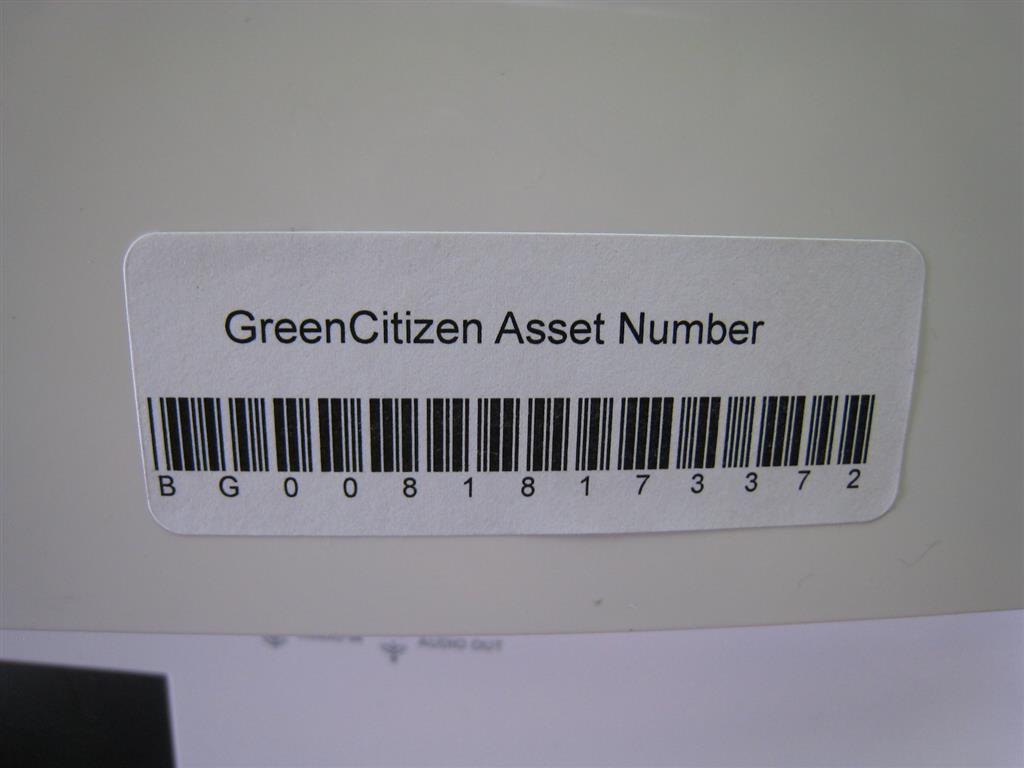 GreenCitizen Asset Number
B G 0 0 8 1 8 1 7 3 3 7 2
AUDIO OUT